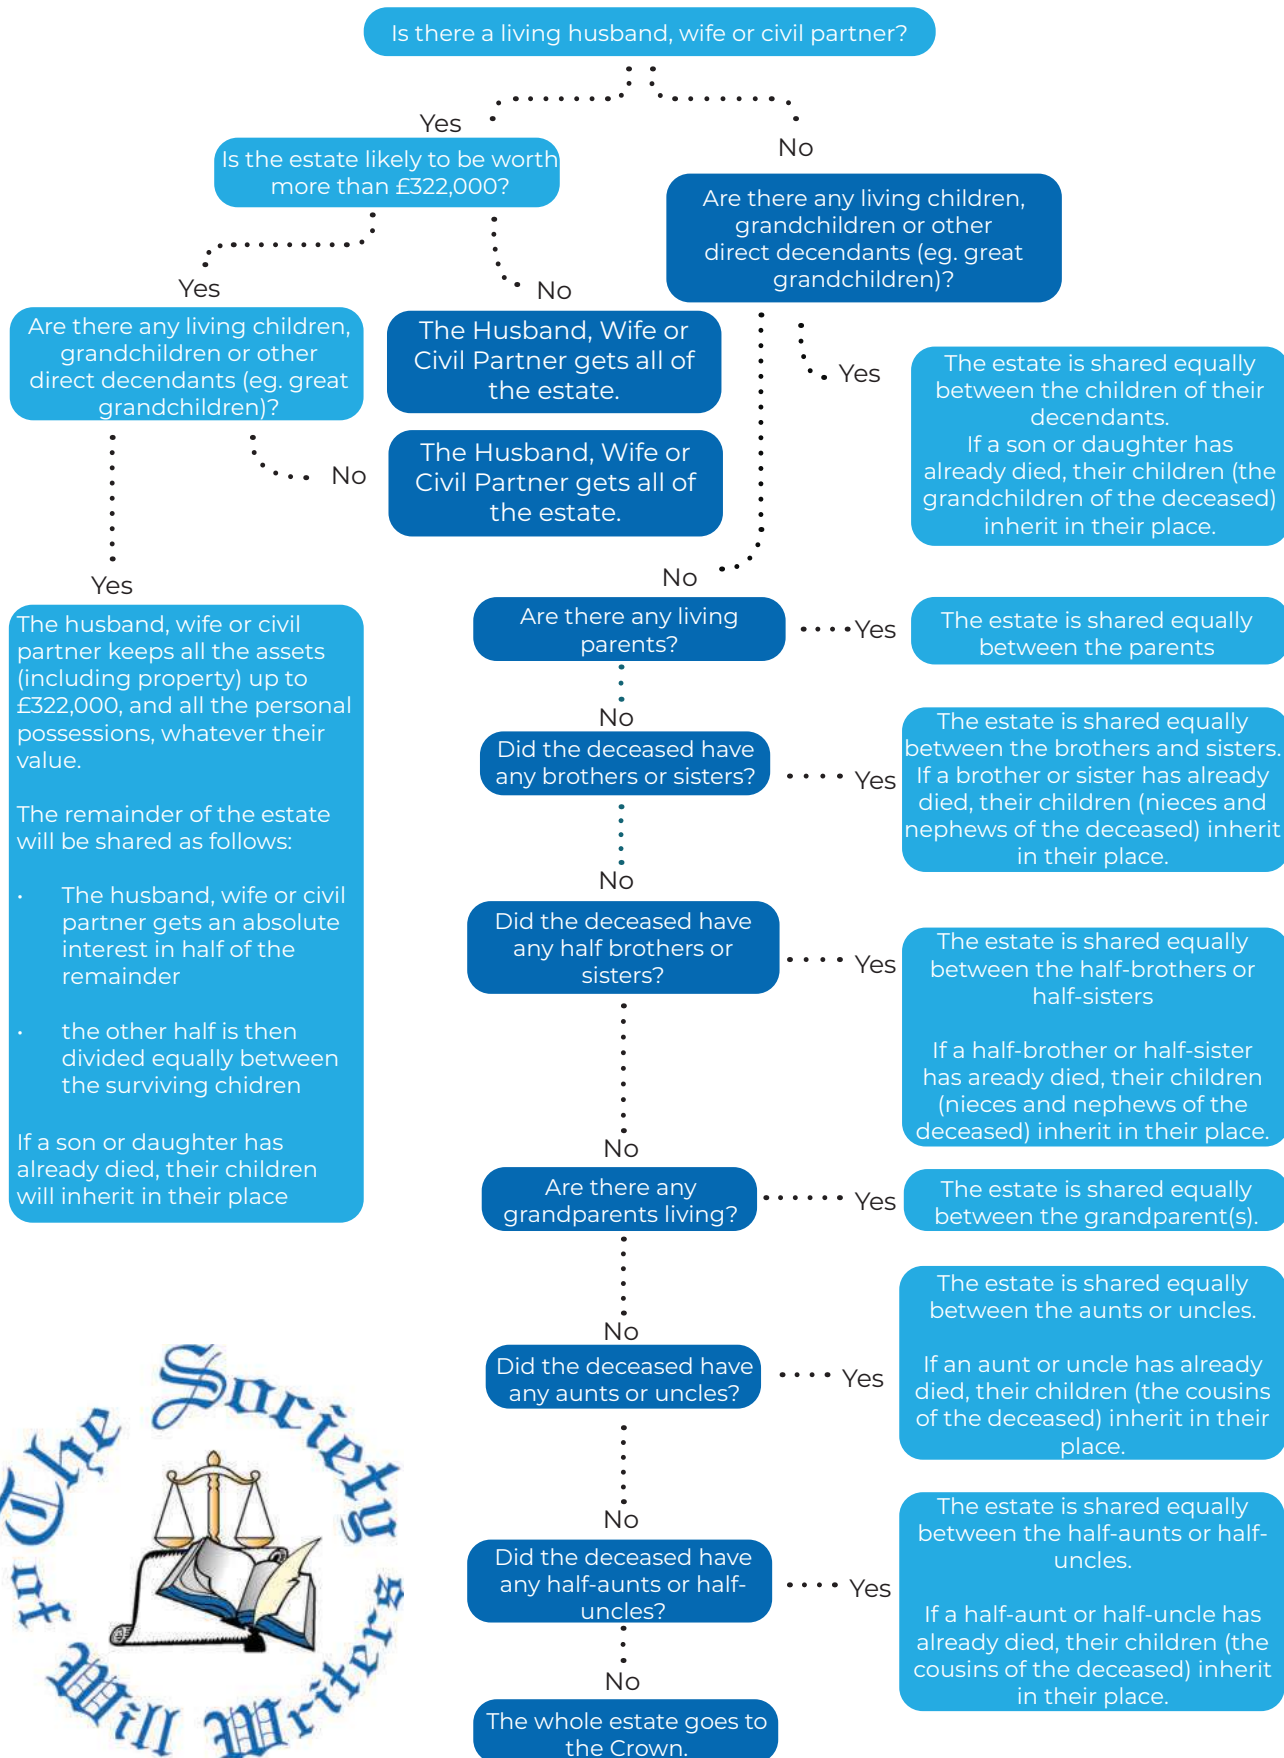 Is there a living husband, wife or civil partner?
Yes
No
Is the estate likely to be worth
more than £322,000?
Are there any living children,
grandchildren or other
direct decendants (eg. great
grandchildren)?
Yes
No
Are there any living children,
grandchildren or other
direct decendants (eg. great
grandchildren)?
The Husband, Wife or
Civil Partner gets all of
the estate.
Yes
The estate is shared equally
between the children of their
decendants.
If a son or daughter has
already died, their children (the
grandchildren of the deceased)
inherit in their place.
No
The Husband, Wife or
Civil Partner gets all of
the estate.
Yes
The husband, wife or civil
partner keeps all the assets
(including property) up to
£322,000, and all the personal
possessions, whatever their
value.
The remainder of the estate
will be shared as follows:
· The husband, wife or civil
partner gets an absolute
interest in half of the
remainder
· the other half is then
divided equally between
the surviving chidren
If a son or daughter has
already died, their children
will inherit in their place
No
Are there any living
parents?
Yes
The estate is shared equally
between the parents
No
Did the deceased have
any brothers or sisters?
Yes
The estate is shared equally
between the brothers and sisters.
If a brother or sister has already
died, their children (nieces and
nephews of the deceased) inherit
in their place.
No
Did the deceased have
any half brothers or
sisters?
Yes
The estate is shared equally
between the half-brothers or
half-sisters
If a half-brother or half-sister
has aready died, their children
(nieces and nephews of the
deceased) inherit in their place.
No
Are there any
grandparents living?
Yes
The estate is shared equally
between the grandparent(s).
No
Did the deceased have
any aunts or uncles?
Yes
The estate is shared equally
between the aunts or uncles.
If an aunt or uncle has already
died, their children (the cousins
of the deceased) inherit in their
place.
No
Did the deceased have
any half-aunts or half-
uncles?
Yes
The estate is shared equally
between the half-aunts or half-
uncles.
If a half-aunt or half-uncle has
already died, their children (the
cousins of the deceased) inherit
in their place.
No
The whole estate goes to
the Crown.
The Society
of Will Writers